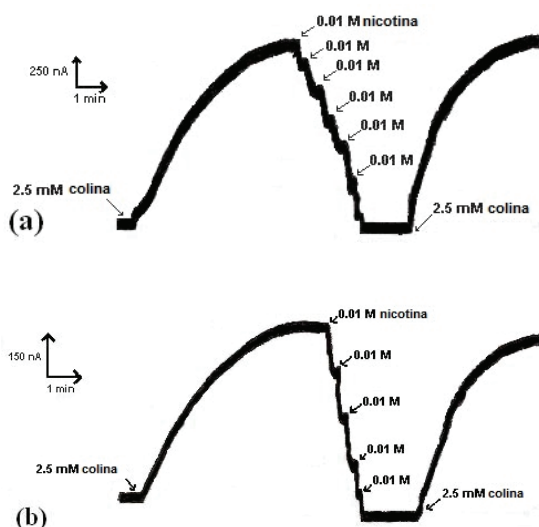 0.01 M nicotina
0.01 M
0.01 M
0.01 M
0.01 M
0.01 M
250 nA
1 min
2.5 mM colina
2.5 mM colina
(a)
0.01 M nicotina
0.01 M
0.01 M
0.01 M
0.01 M
150 nA
1 min
2.5 mM colina
2.5 mM colina
(b)